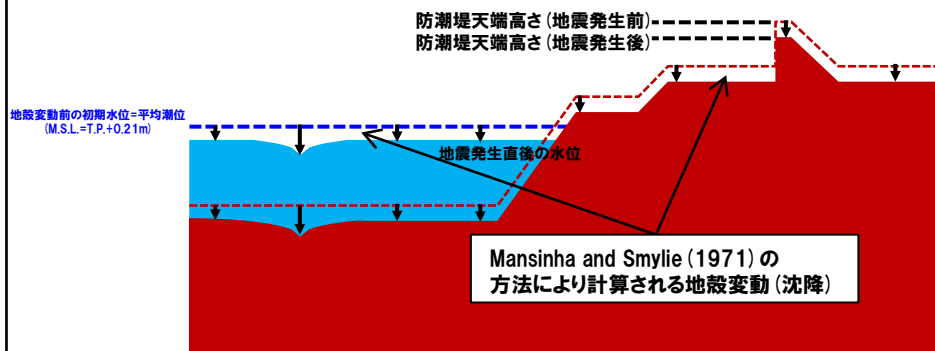 防潮堤天端高さ(地震発生前)
防潮堤天端高さ(地震発生後)
地殻変動前の初期水位=平均潮位
(M.S.L.=T.P.+0.21m)
地震発生直後の水位
Mansinha and Smylie(1971)の
方法により計算される地殻変動(沈降)